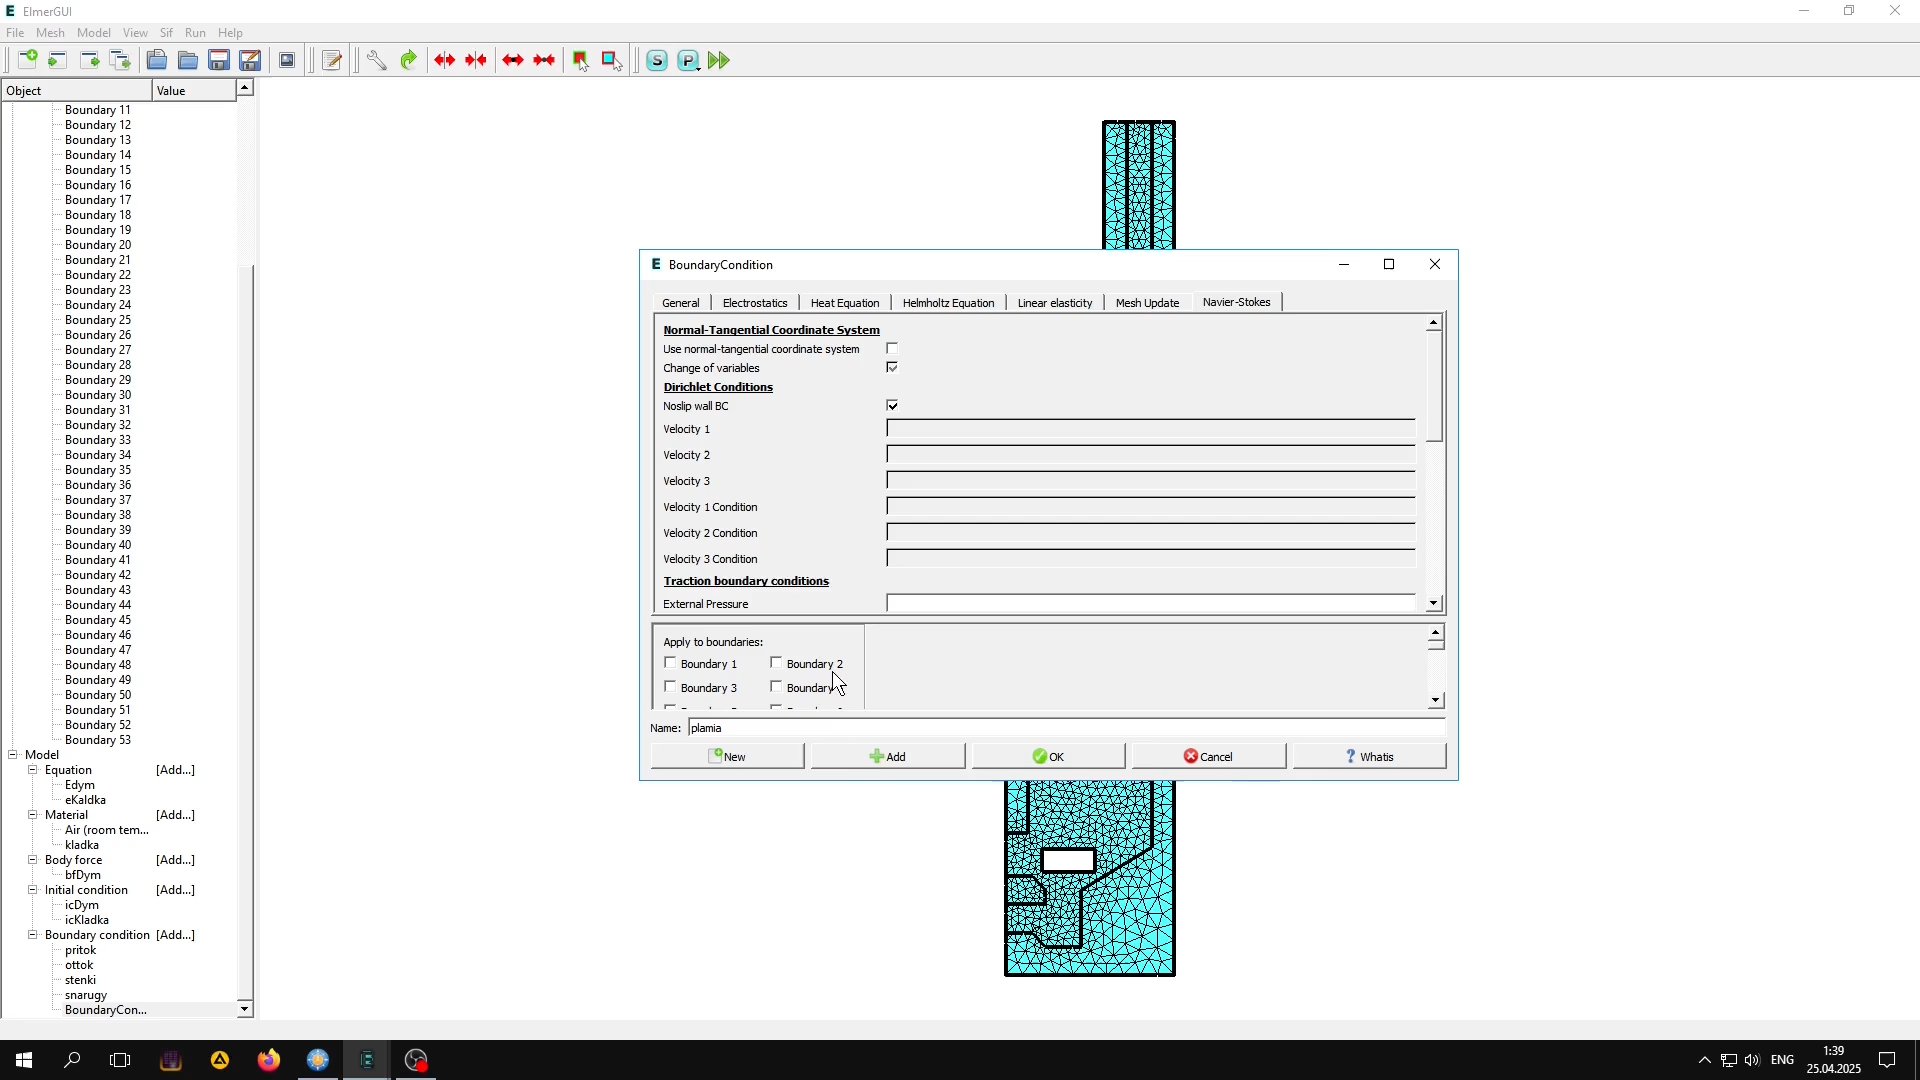 ElmerGUI
File Mesh Model View Sif Run Help
S P
Object Value
Boundary 11
Boundary 12
Boundary 13
Boundary 14
Boundary 15
Boundary 16
Boundary 17
Boundary 18
Boundary 19
Boundary 20
Boundary 21
Boundary 22
Boundary 23
Boundary 24
Boundary 25
Boundary 26
Boundary 27
Boundary 28
Boundary 29
Boundary 30
Boundary 31
Boundary 32
Boundary 33
Boundary 34
Boundary 35
Boundary 36
Boundary 37
Boundary 38
Boundary 39
Boundary 40
Boundary 41
Boundary 42
Boundary 43
Boundary 44
Boundary 45
Boundary 46
Boundary 47
Boundary 48
Boundary 49
Boundary 50
Boundary 51
Boundary 52
Boundary 53
Model
Equation [Add...]
Edym
eKaldka
Material [Add...]
Air (room tem...
kladka
Body force [Add...]
bfDym
Initial condition [Add...]
icDym
icKladka
Boundary condition [Add...]
pritok
ottok
stenki
snarugy
BoundaryCon...
BoundaryCondition
General Electrostatics Heat Equation Helmholtz Equation Linear elasticity Mesh Update Navier-Stokes
Normal-Tangential Coordinate System
Use normal-tangential coordinate system
Change of variables
Dirichlet Conditions
Noslip wall BC
Velocity 1
Velocity 2
Velocity 3
Velocity 1 Condition
Velocity 2 Condition
Velocity 3 Condition
Traction boundary conditions
External Pressure
Apply to boundaries:
Boundary 1 Boundary 2
Boundary 3 Boundary
Name: plamia
New Add OK Cancel Whatis
ENG
1:39
25.04.2025